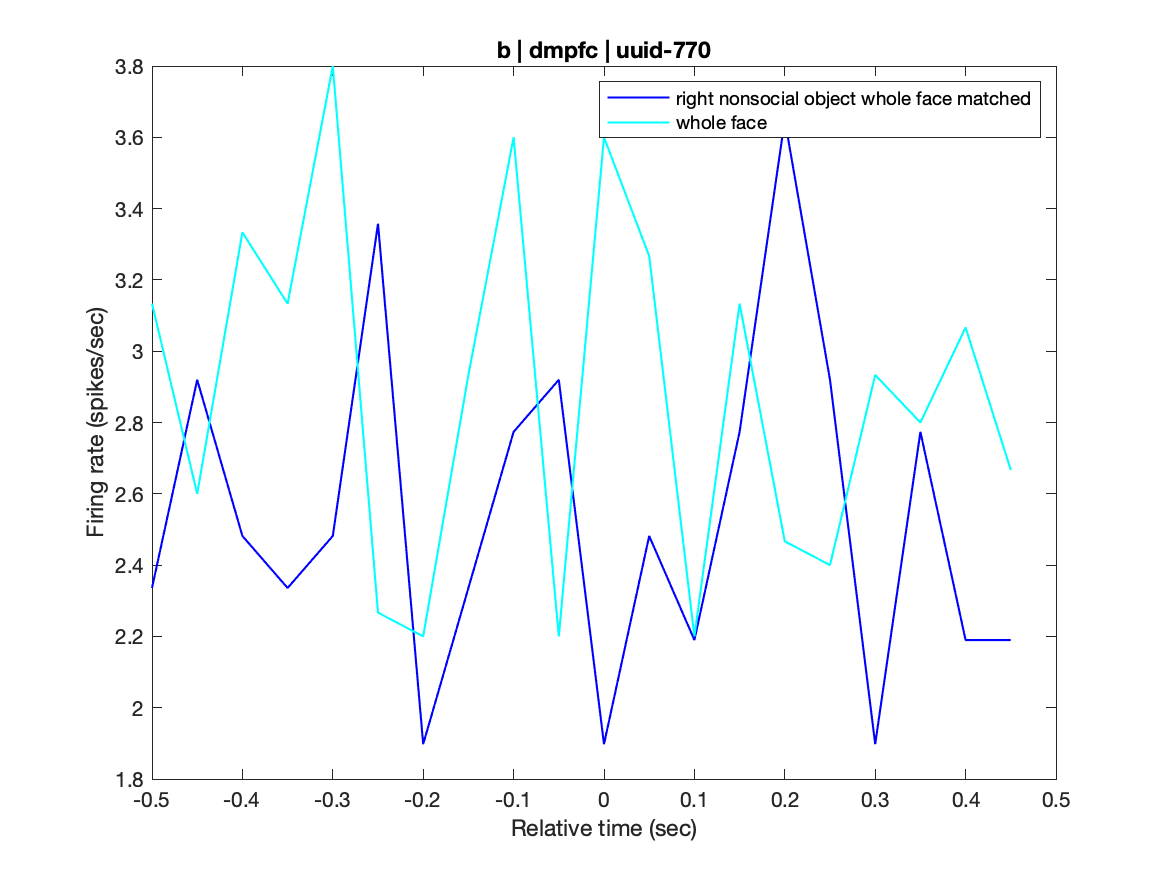 b | dmpfc | uuid-770
right nonsocial object whole face matched
whole face
3.8
3.6
3.4
3.2
3
2.8
2.6
2.4
2.2
2
1.8
Firing rate (spikes/sec)
-0.5 -0.4 -0.3 -0.2 -0.1 0 0.1 0.2 0.3 0.4 0.5
Relative time (sec)